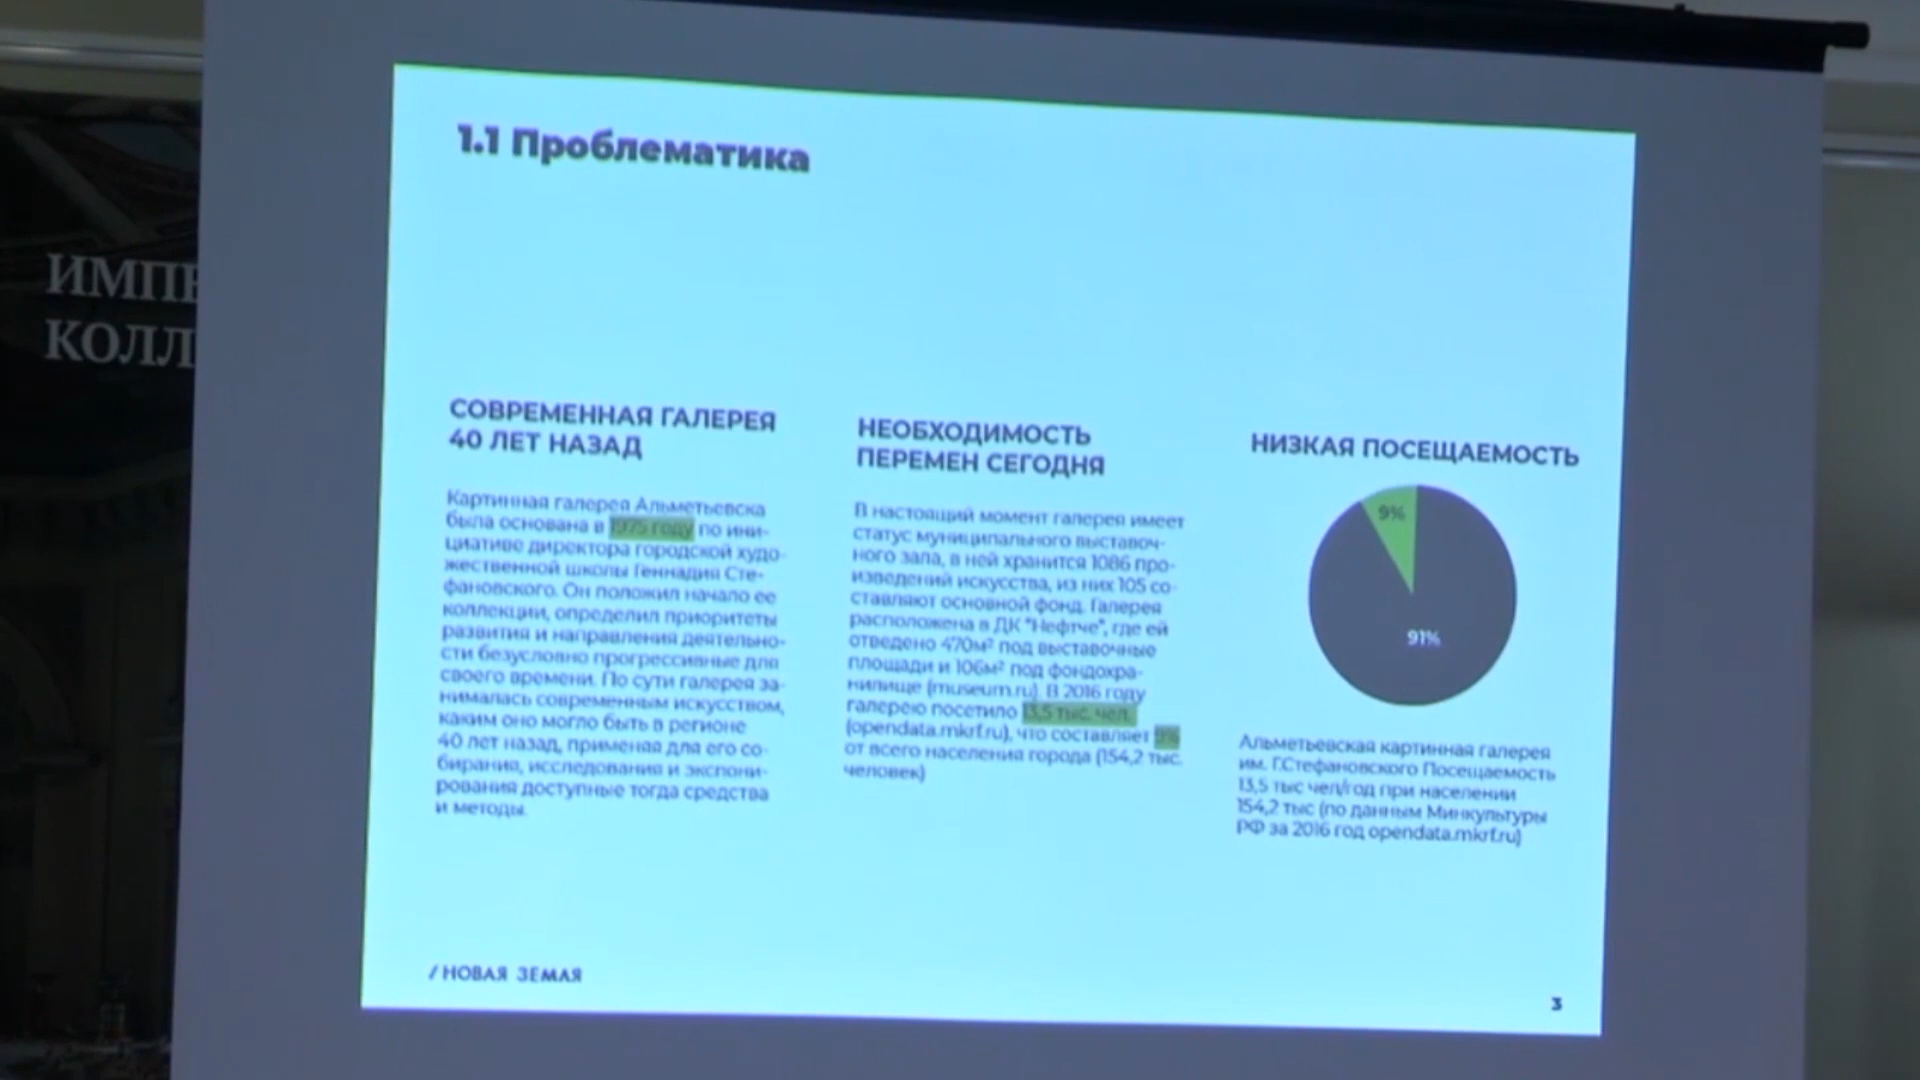 ИМПЕ
КОЛЛ
1.1 Проблематика
СОВРЕМЕННАЯ ГАЛЕРЕЯ
40 ЛЕТ НАЗАД
Картинная галерея Альметьевска
была основана в 1975 году по ини-
циативе директора городской худо-
жественной школы Геннадия Сте-
фановского. Он положил начало ее
коллекции, определил приоритеты
развития и направления деятельно-
сти безусловно прогрессивные для
своего времени. По сути галерея за-
нималась современным искусством,
каким оно могло быть в регионе
40 лет назад, применяя для его со-
бирания, исследования и экспони-
рования доступные тогда средства
и методы.
НЕОБХОДИМОСТЬ
ПЕРЕМЕН СЕГОДНЯ
В настоящий момент галерея имеет
статус муниципального выставоч-
ного зала, в ней хранится 1086 про-
изведений искусства, из них 105 со-
ставляют основной фонд. Галерея
расположена в ДК "Нефтче", где ей
отведено 470м² под выставочные
площади и 106м² под фондохра-
нилище (museum.ru). В 2016 году
галерею посетило 13,5 тыс. чел.
(opendata.mkrf.ru), что составляет 9%
от всего населения города (154,2 тыс.
человек)
НИЗКАЯ ПОСЕЩАЕМОСТЬ
9%
91%
Альметьевская картинная галерея
им. Г.Стефановского Посещаемость
13,5 тыс чел/год при населении
154,2 тыс (по данным Минкультуры
РФ за 2016 год opendata.mkrf.ru)
/ НОВАЯ ЗЕМЛЯ
3